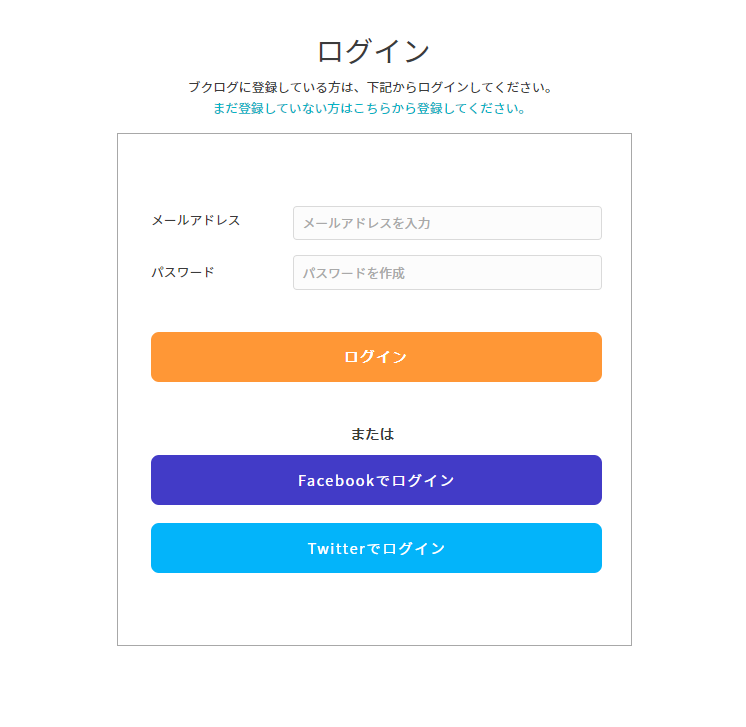 ログイン
ブクログに登録している方は、下記からログインしてください。
まだ登録していない方はこちらから登録してください。
メールアドレス
メールアドレスを入力
パスワード
パスワードを作成
ログイン
または
Facebookでログイン
Twitterでログイン